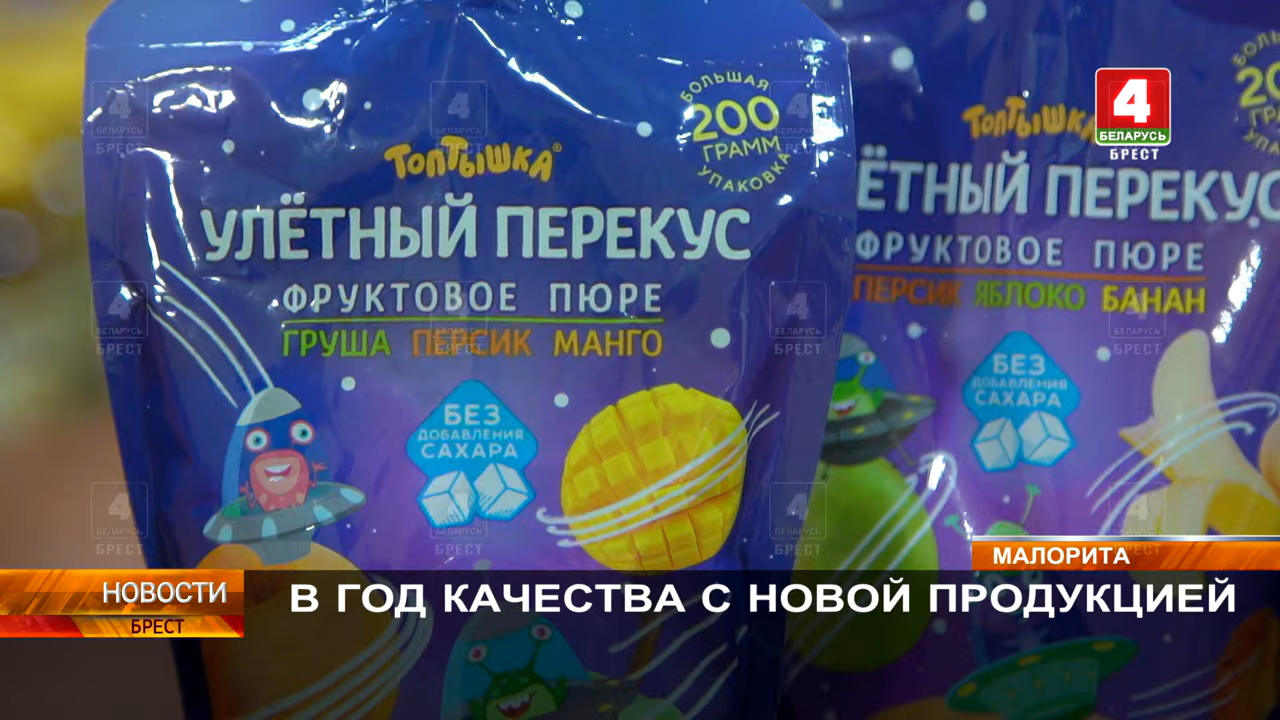 БОЛЬШАЯ
200
ГРАММ
УПАКОВКА
ТОПТЫШКА®
УЛЁТНЫЙ ПЕРЕКУС
ФРУКТОВОЕ ПЮРЕ
ГРУША ПЕРСИК МАНГО
БЕЗ
ДОБАВЛЕНИЯ
САХАРА
ТОПТЫШКА
ЁТНЫЙ ПЕРЕКУС
ФРУКТОВОЕ ПЮРЕ
ПЕРСИК ЯБЛОКО БАНАН
БЕЗ
ДОБАВЛЕНИЯ
САХАРА
4
БЕЛАРУСЬ
БРЕСТ
МАЛОРИТА
НОВОСТИ
БРЕСТ
В ГОД КАЧЕСТВА С НОВОЙ ПРОДУКЦИЕЙ